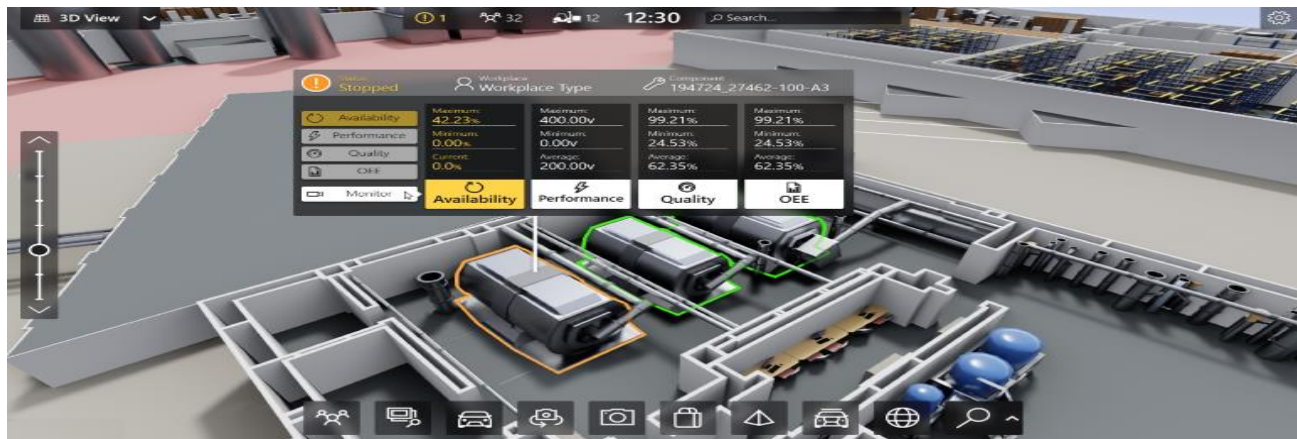 3D View
1
32
12
12:30
Search...
Status:
Stopped
Workplace
Workplace Type
Component
194724_27462-100-A3
Availability
Performance
Quality
OEE
Monitor
Maximum:
42.23%
Minimum:
0.00%
Current:
0.0%
Availability
Maximum:
400.00v
Minimum:
0.00v
Average:
200.00v
Performance
Maximum:
99.21%
Minimum:
24.53%
Average:
62.35%
Quality
Maximum:
99.21%
Minimum:
24.53%
Average:
62.35%
OEE